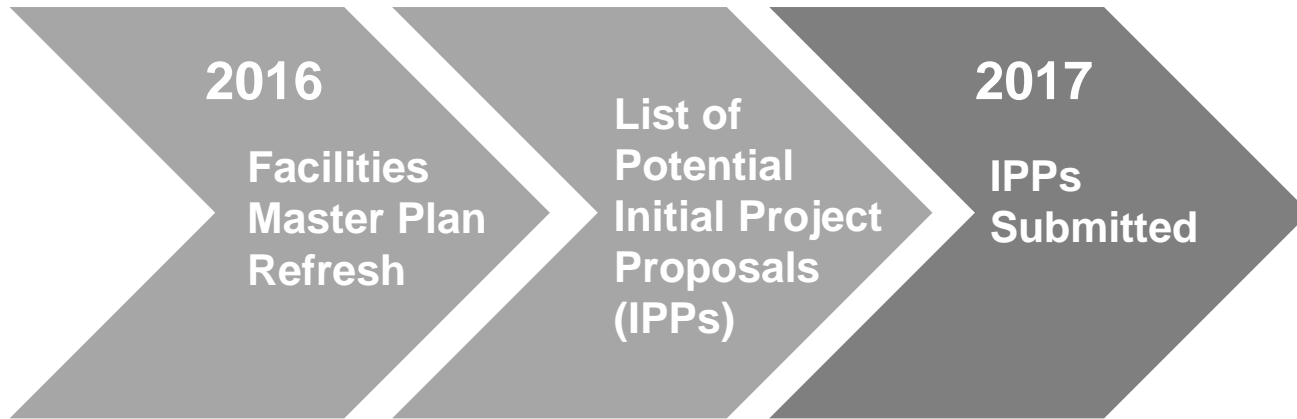 2016
Facilities
Master Plan
Refresh
List of
Potential
Initial Project
Proposals
(IPPs)
2017
IPPs
Submitted